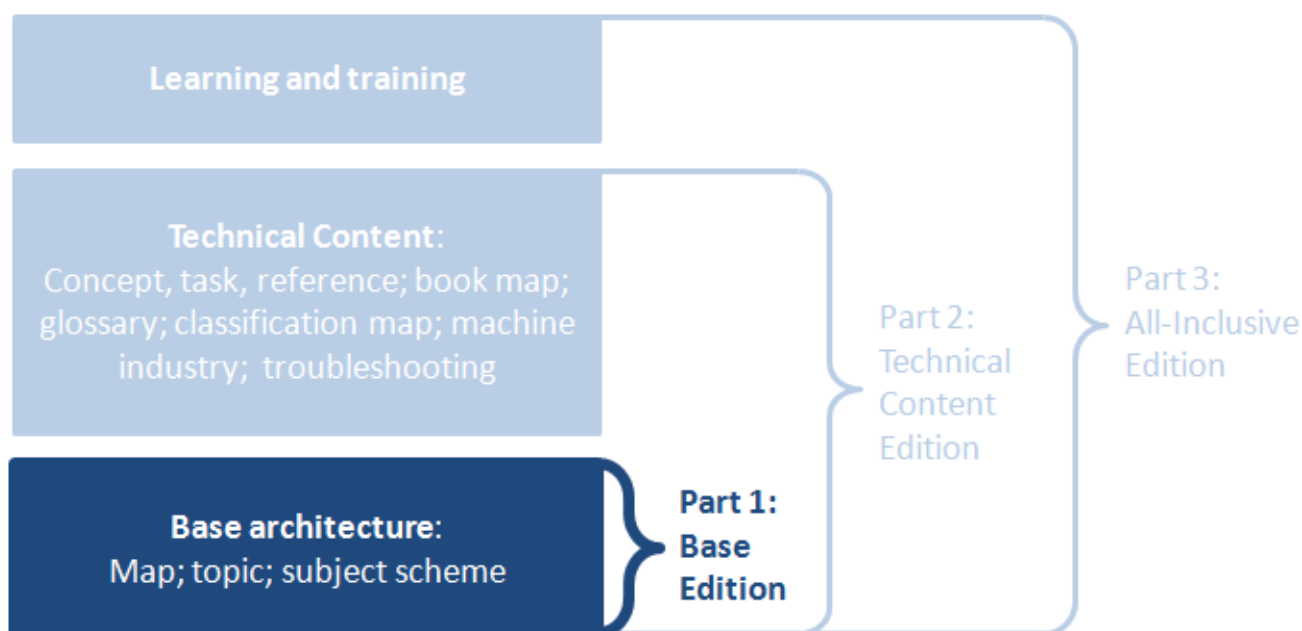 Learning and training
Technical Content:
Concept, task, reference; book map;
glossary; classification map; machine
industry; troubleshooting
Base architecture:
Map; topic; subject scheme
Part 1:
Base
Edition
Part 2:
Technical
Content
Edition
Part 3:
All-Inclusive
Edition